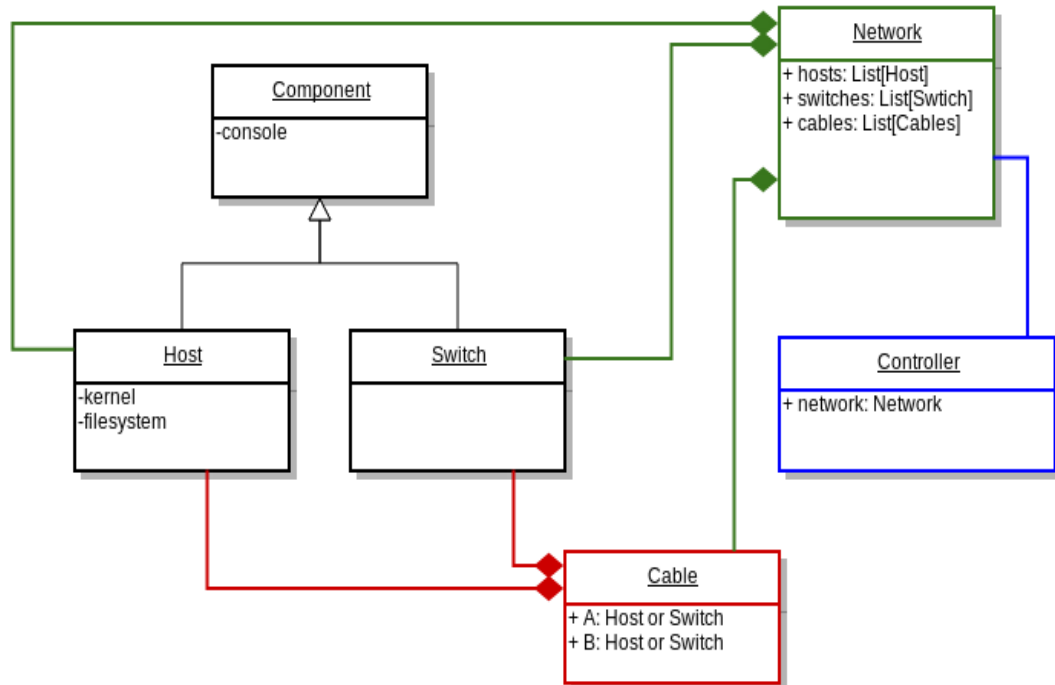 Network
+ hosts: List[Host]
+ switches: List[Swtich]
+ cables: List[Cables]
Component
-console
Host
-kernel
-filesystem
Switch
Controller
+ network: Network
Cable
+ A: Host or Switch
+ B: Host or Switch